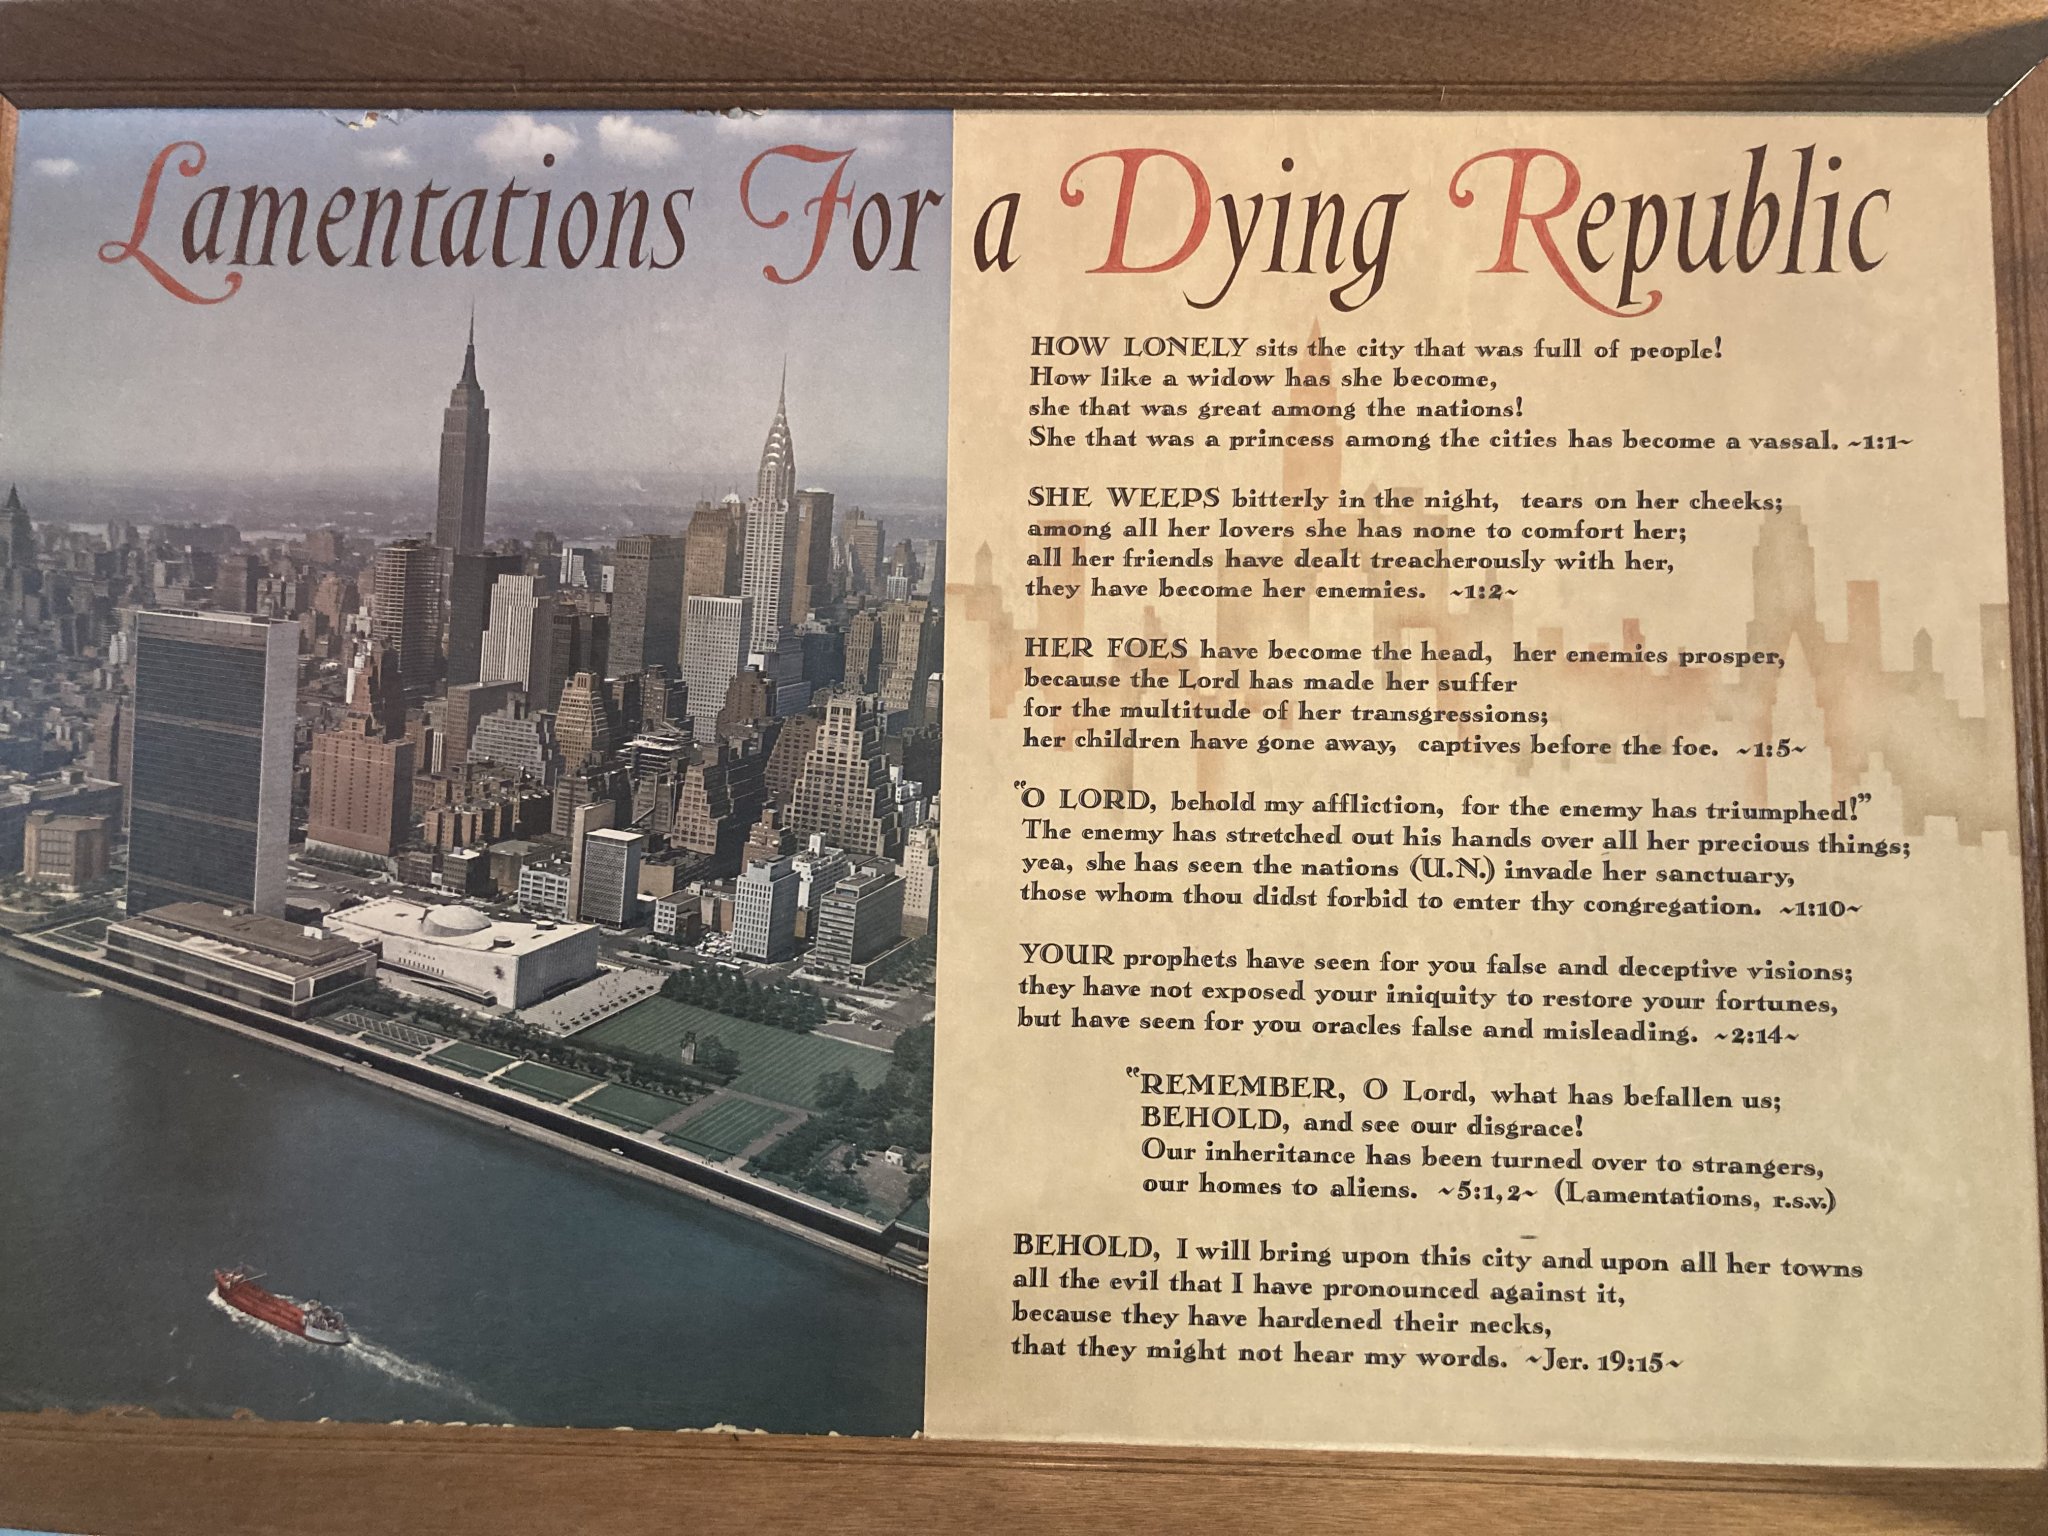 Lamentations For a Dying Republic
HOW LONELY sits the city that was full of people!
How like a widow has she become,
she that was great among the nations!
She that was a princess among the cities has become a vassal. ~1:1~
SHE WEEPS bitterly in the night, tears on her cheeks;
among all her lovers she has none to comfort her;
all her friends have dealt treacherously with her,
they have become her enemies. ~1:2~
HER FOES have become the head, her enemies prosper,
because the Lord has made her suffer
for the multitude of her transgressions;
her children have gone away, captives before the foe. ~1:5~
“O LORD, behold my affliction, for the enemy has triumphed!”
The enemy has stretched out his hands over all her precious things;
yea, she has seen the nations (U.N.) invade her sanctuary,
those whom thou didst forbid to enter thy congregation. ~1:10~
YOUR prophets have seen for you false and deceptive visions;
they have not exposed your iniquity to restore your fortunes,
but have seen for you oracles false and misleading. ~2:14~
“REMEMBER, O Lord, what has befallen us;
BEHOLD, and see our disgrace!
Our inheritance has been turned over to strangers,
our homes to aliens. ~5:1,2~ (Lamentations, r.s.v.)
BEHOLD, I will bring upon this city and upon all her towns
all the evil that I have pronounced against it,
because they have hardened their necks,
that they might not hear my words. ~Jer. 19:15~